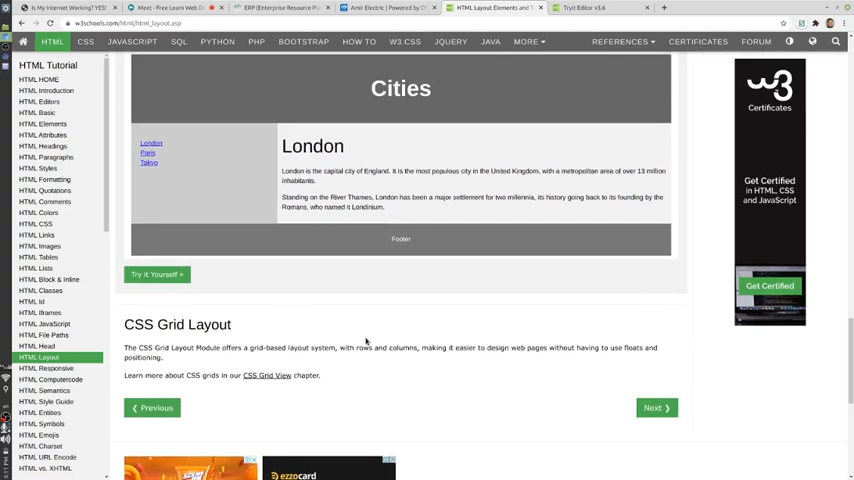 Is My Internet Working? YES!
Meet - Free Learn Web D
ERP (Enterprise Resource Pl
Amir Electric | Powered by O
HTML Layout Elements and T
Tryit Editor v3.6
w3schools.com/html/html_layout.asp
HTML CSS JAVASCRIPT SQL PYTHON PHP BOOTSTRAP HOW TO W3.CSS JQUERY JAVA MORE REFERENCES CERTIFICATES FORUM
HTML Tutorial
HTML HOME
HTML Introduction
HTML Editors
HTML Basic
HTML Elements
HTML Attributes
HTML Headings
HTML Paragraphs
HTML Styles
HTML Formatting
HTML Quotations
HTML Comments
HTML Colors
HTML CSS
HTML Links
HTML Images
HTML Tables
HTML Lists
HTML Block & Inline
HTML Classes
HTML Id
HTML Iframes
HTML JavaScript
HTML File Paths
HTML Head
HTML Layout
HTML Responsive
HTML Computercode
HTML Semantics
HTML Style Guide
HTML Entities
HTML Symbols
HTML Emojis
HTML Charset
HTML URL Encode
HTML vs. XHTML
Cities
London
Paris
Tokyo
London
London is the capital city of England. It is the most populous city in the United Kingdom, with a metropolitan area of over 13 million
inhabitants.
Standing on the River Thames, London has been a major settlement for two millennia, its history going back to its founding by the
Romans, who named it Londinium.
Footer
Try it Yourself »
CSS Grid Layout
The CSS Grid Layout Module offers a grid-based layout system, with rows and columns, making it easier to design web pages without having to use floats and
positioning.
Learn more about CSS grids in our CSS Grid View chapter.
❮ Previous
Next ❯
ezzocard
w3
Certificates
Get Certified
in HTML, CSS
and JavaScript
Get Certified
4:11 PM